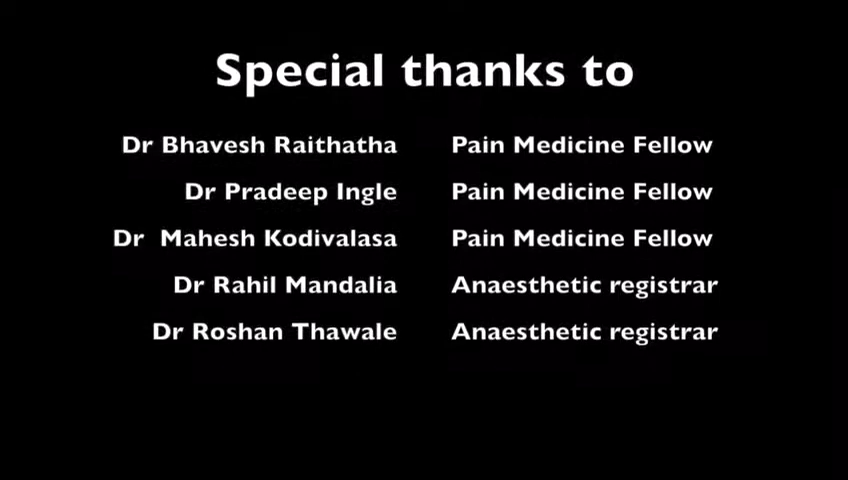 Special thanks to
Dr Bhavesh Raithatha Pain Medicine Fellow
Dr Pradeep Ingle Pain Medicine Fellow
Dr Mahesh Kodivalasa Pain Medicine Fellow
Dr Rahil Mandalia Anaesthetic registrar
Dr Roshan Thawale Anaesthetic registrar